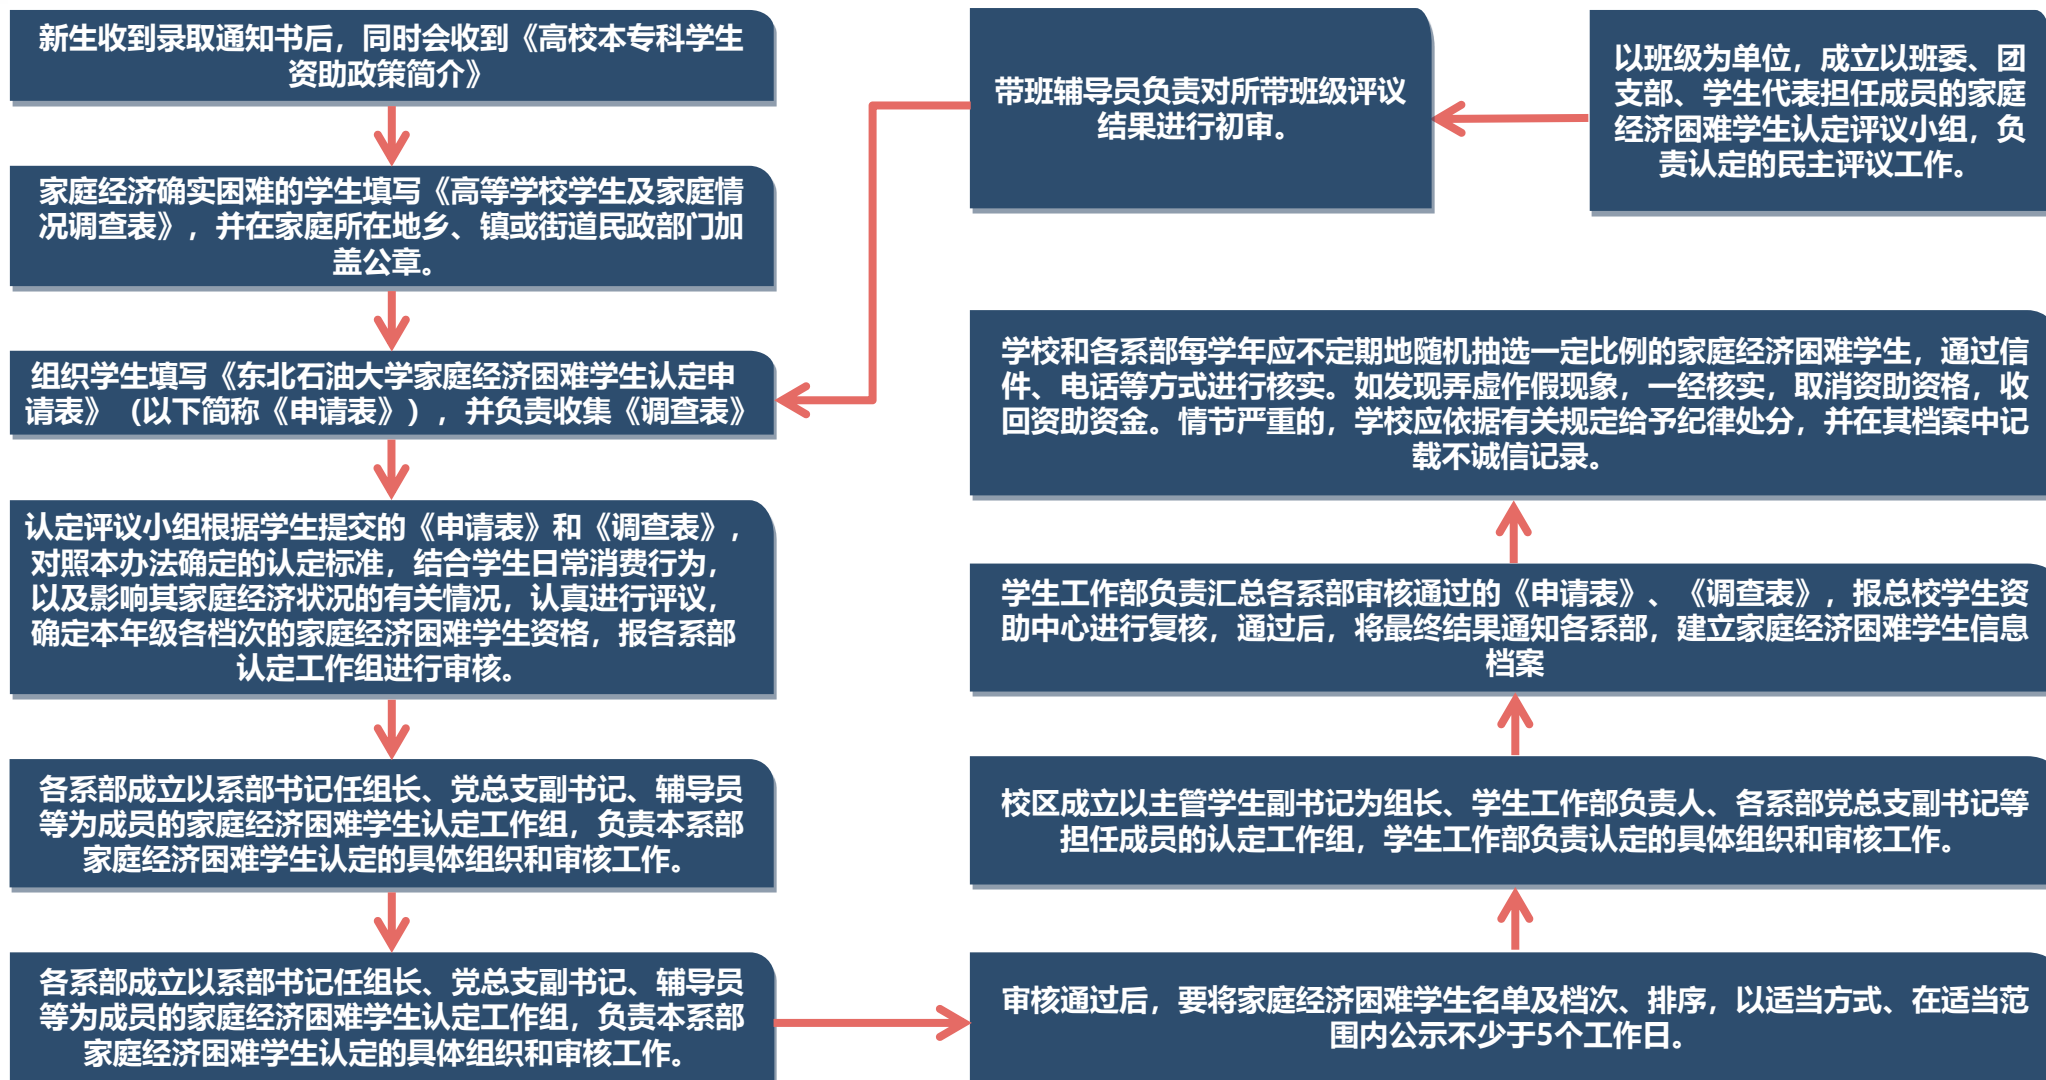 新生收到录取通知书后，同时会收到《高校本专科学生
资助政策简介》
家庭经济确实困难的学生填写《高等学校学生及家庭情
况调查表》，并在家庭所在地乡、镇或街道民政部门加
盖公章。
组织学生填写《东北石油大学家庭经济困难学生认定申
请表》（以下简称《申请表》），并负责收集《调查表》
认定评议小组根据学生提交的《申请表》和《调查表》，
对照本办法确定的认定标准，结合学生日常消费行为，
以及影响其家庭经济状况的有关情况，认真进行评议，
确定本年级各档次的家庭经济困难学生资格，报各系部
认定工作组进行审核。
各系部成立以系部书记任组长、党总支副书记、辅导员
等为成员的家庭经济困难学生认定工作组，负责本系部
家庭经济困难学生认定的具体组织和审核工作。
各系部成立以系部书记任组长、党总支副书记、辅导员
等为成员的家庭经济困难学生认定工作组，负责本系部
家庭经济困难学生认定的具体组织和审核工作。
带班辅导员负责对所带班级评议
结果进行初审。
以班级为单位，成立以班委、团
支部、学生代表担任成员的家庭
经济困难学生认定评议小组，负
责认定的民主评议工作。
学校和各系部每学年应不定期地随机抽选一定比例的家庭经济困难学生，通过信
件、电话等方式进行核实。如发现弄虚作假现象，一经核实，取消资助资格，收
回资助资金。情节严重的，学校应依据有关规定给予纪律处分，并在其档案中记
载不诚信记录。
学生工作部负责汇总各系部审核通过的《申请表》、《调查表》，报总校学生资
助中心进行复核，通过后，将最终结果通知各系部，建立家庭经济困难学生信息
档案
校区成立以主管学生副书记为组长、学生工作部负责人、各系部党总支副书记等
担任成员的认定工作组，学生工作部负责认定的具体组织和审核工作。
审核通过后，要将家庭经济困难学生名单及档次、排序，以适当方式、在适当范
围内公示不少于5个工作日。